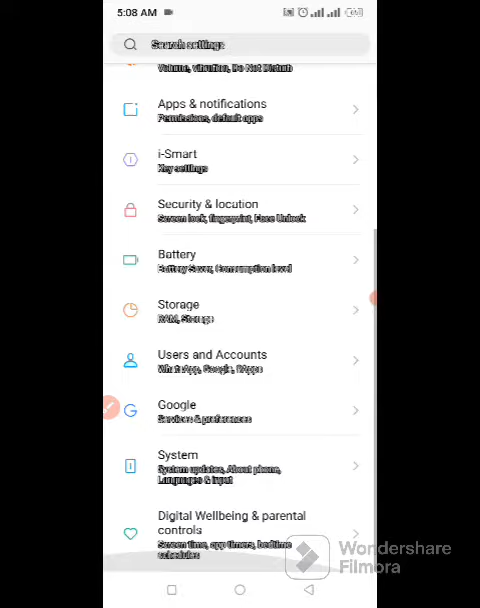 5:08 AM
Search settings
Volume, vibration, Do Not Disturb
Apps & notifications
Permissions, default apps
i-Smart
Key settings
Security & location
Screen lock, fingerprint, Face Unlock
Battery
Battery Saver, Consumption level
Storage
RAM, Storage
Users and Accounts
WhatsApp, Google,
Google
Services & preferences
System
System updates, About phone,
Languages & input
Digital Wellbeing & parental
controls
Screen time, app timers, bedtime
schedules
Wondershare
Filmora